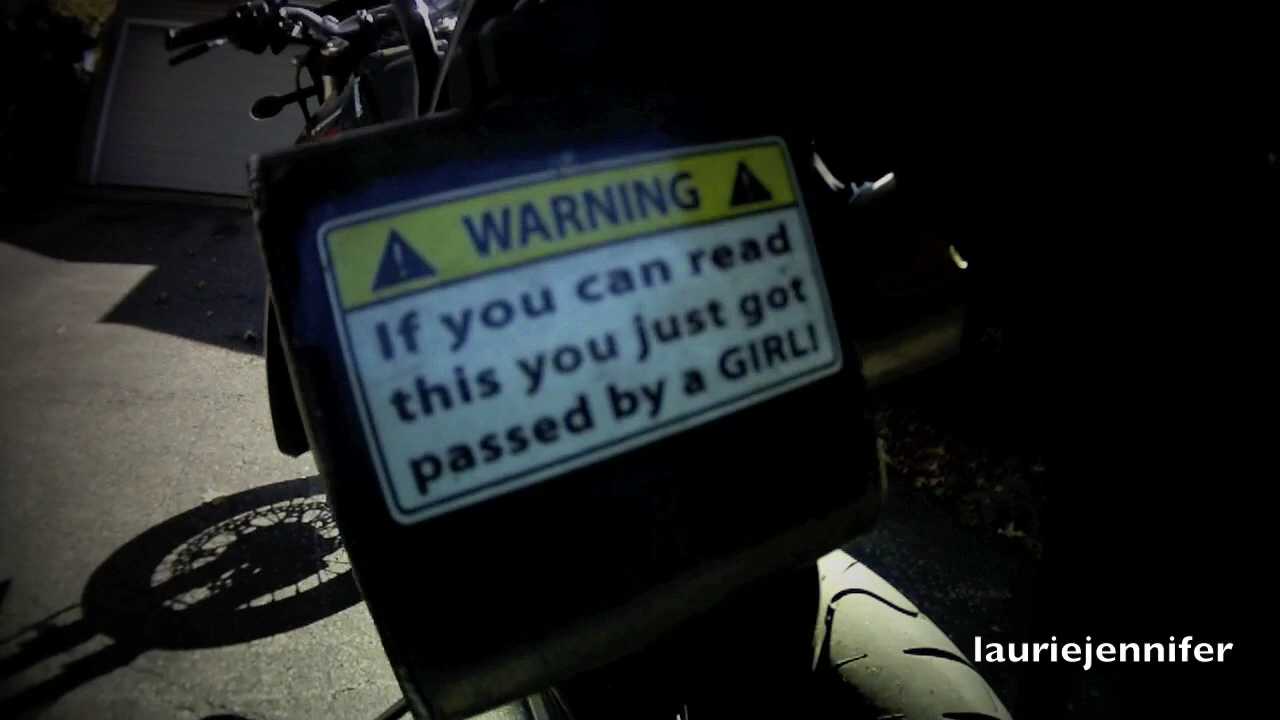 WARNING
If you can read
this you just got
passed by a GIRL!
lauriejennifer